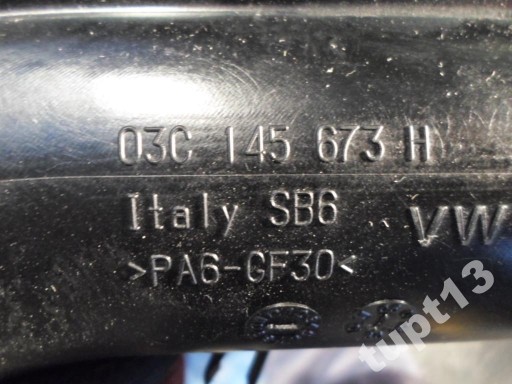 03C 145 673 H
Italy SB6 VW
>PA6-GF30<
tupt13